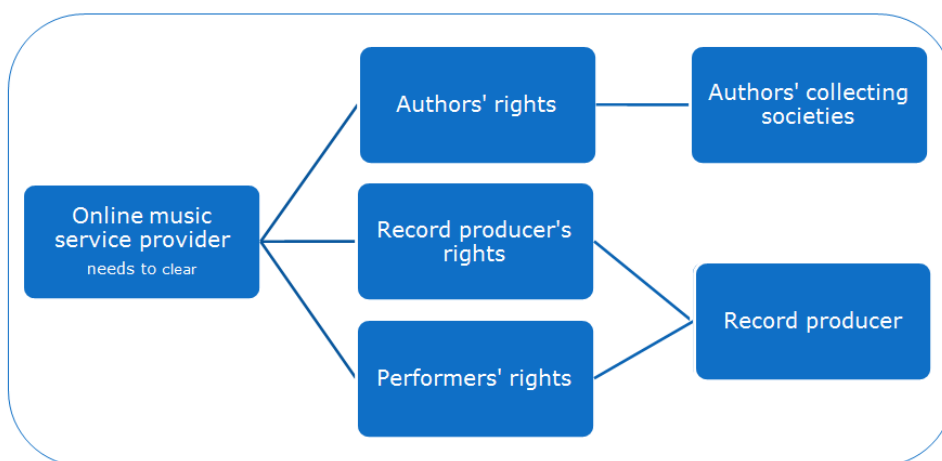 Online music
service provider
needs to clear
Authors' rights
Record producer's
rights
Performers' rights
Authors' collecting
societies
Record producer